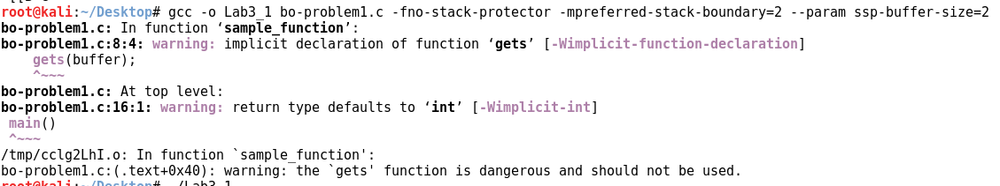 root@kali:~/Desktop# gcc -o Lab3_1 bo-problem1.c -fno-stack-protector -mpreferred-stack-boundary=2 --param ssp-buffer-size=2
bo-problem1.c: In function ‘sample_function’:
bo-problem1.c:8:4: warning: implicit declaration of function ‘gets’ [-Wimplicit-function-declaration]
    gets(buffer);
    ^~~~
bo-problem1.c: At top level:
bo-problem1.c:16:1: warning: return type defaults to ‘int’ [-Wimplicit-int]
 main()
 ^~~~
/tmp/cclg2LhI.o: In function `sample_function':
bo-problem1.c:(.text+0x40): warning: the `gets' function is dangerous and should not be used.
root@kali:~/Desktop# ./Lab3_1